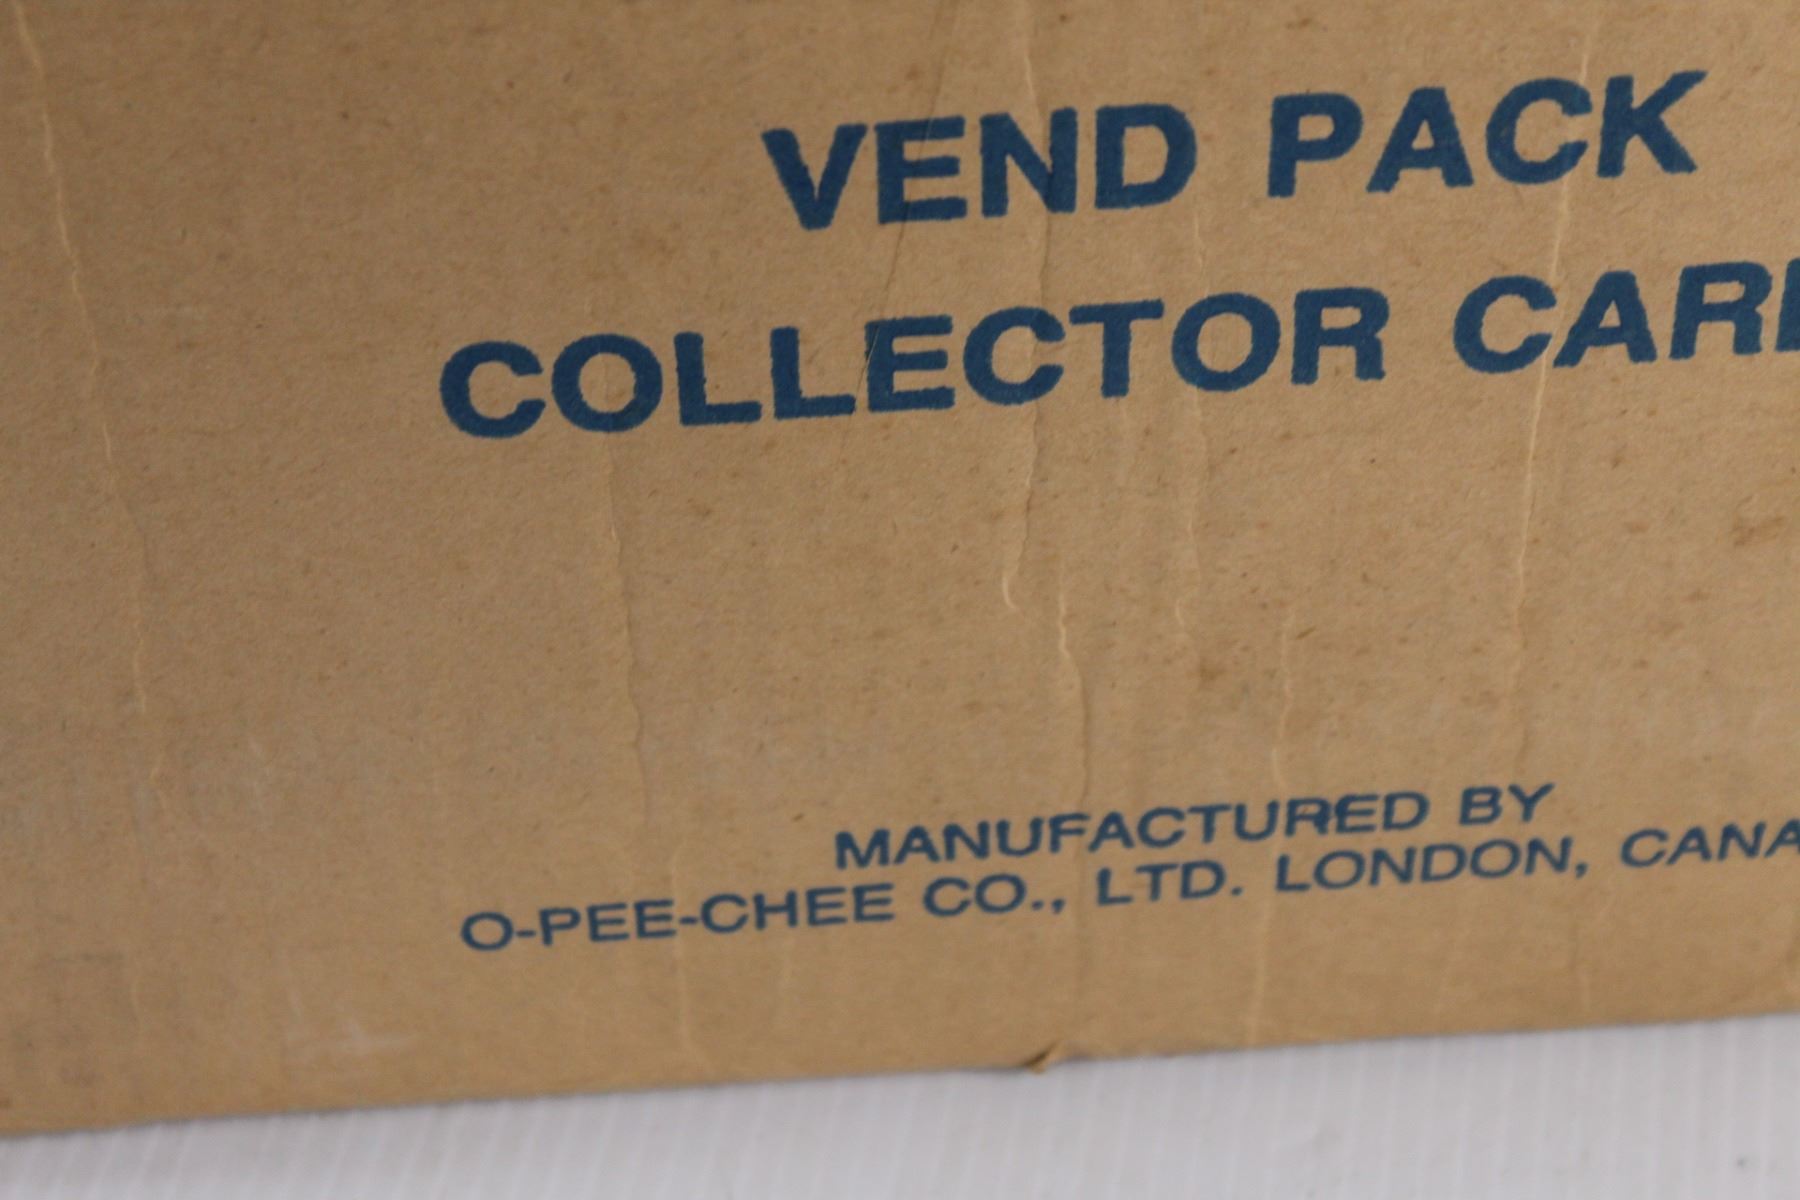 VEND PACK
COLLECTOR CAR
MANUFACTURED BY
O-PEE-CHEE CO., LTD. LONDON, CANA